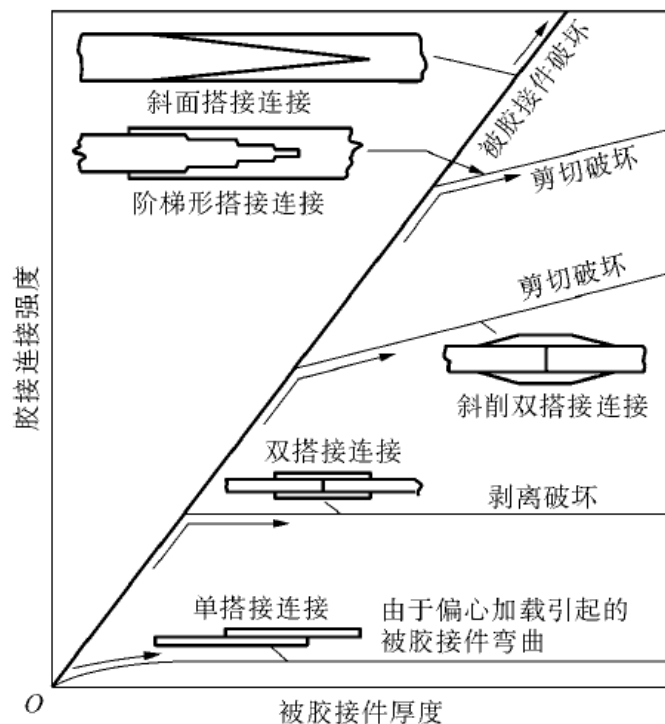 斜面搭接连接
阶梯形搭接连接
被胶接件破坏
剪切破坏
剪切破坏
斜削双搭接连接
双搭接连接
剥离破坏
单搭接连接
由于偏心加载引起的
被胶接件弯曲
胶接连接强度
O
被胶接件厚度